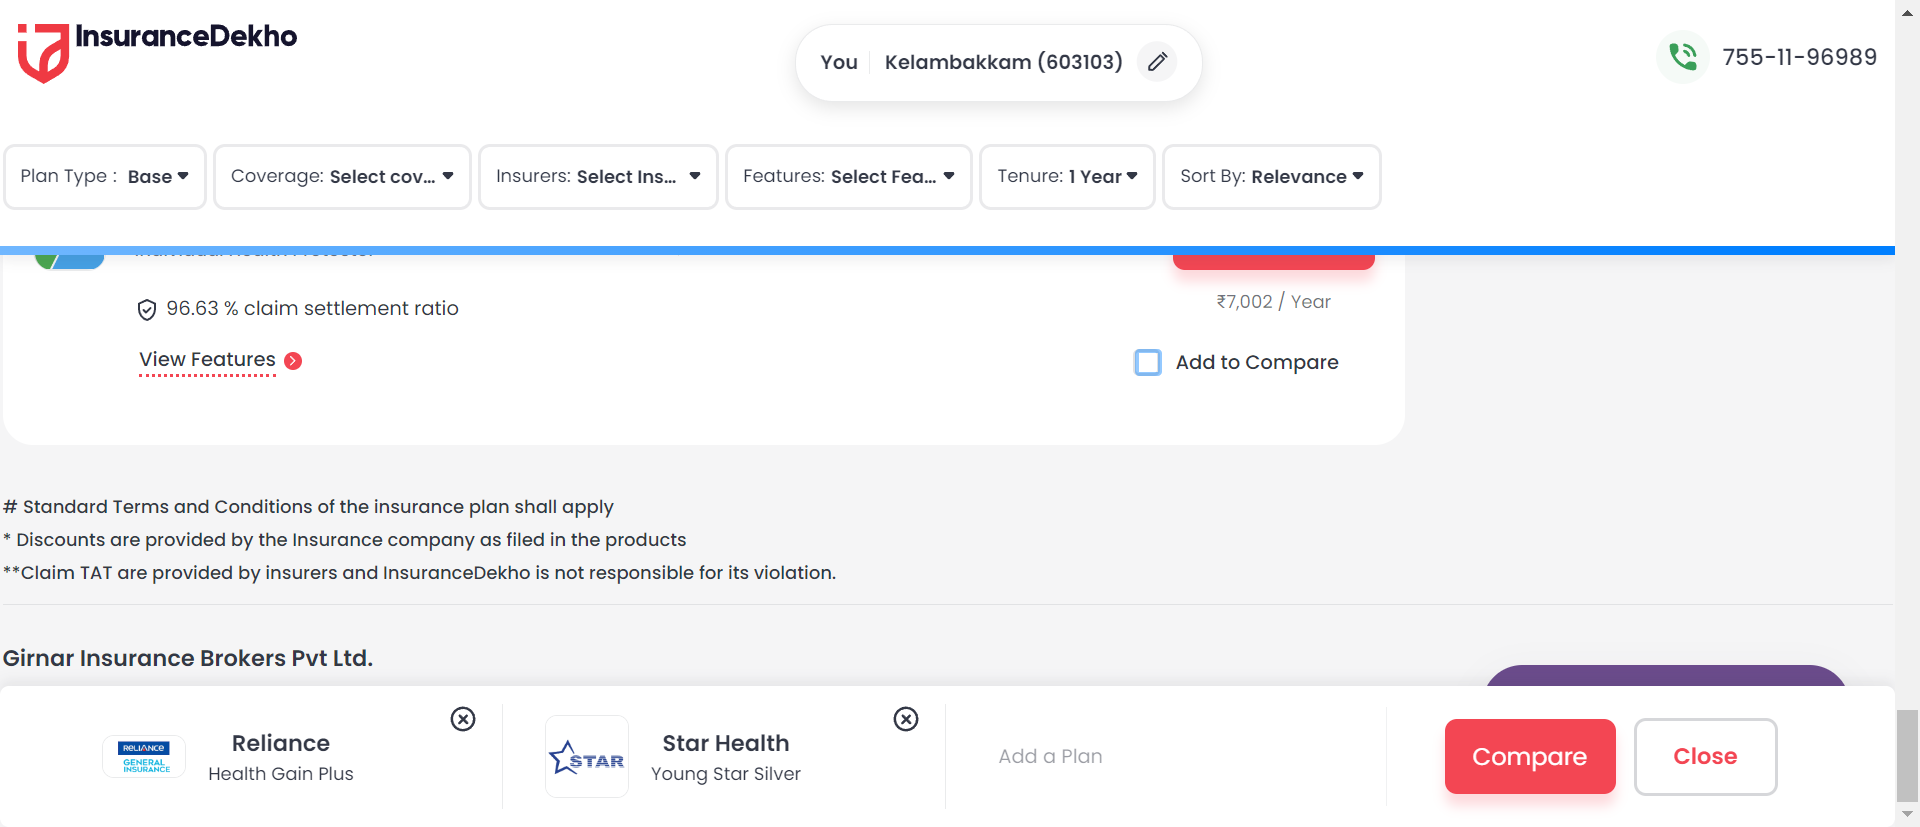 InsuranceDekho
You
Kelambakkam (603103)
755-11-96989
Plan Type : Base
Coverage: Select cov...
Insurers: Select Ins...
Features: Select Fea...
Tenure: 1 Year
Sort By: Relevance
96.63 % claim settlement ratio
₹7,002 / Year
View Features
Add to Compare
# Standard Terms and Conditions of the insurance plan shall apply
* Discounts are provided by the Insurance company as filed in the products
**Claim TAT are provided by insurers and InsuranceDekho is not responsible for its violation.
Girnar Insurance Brokers Pvt Ltd.
RELIANCE
GENERAL
INSURANCE
Reliance
Health Gain Plus
STAR
Star Health
Young Star Silver
Add a Plan
Compare
Close